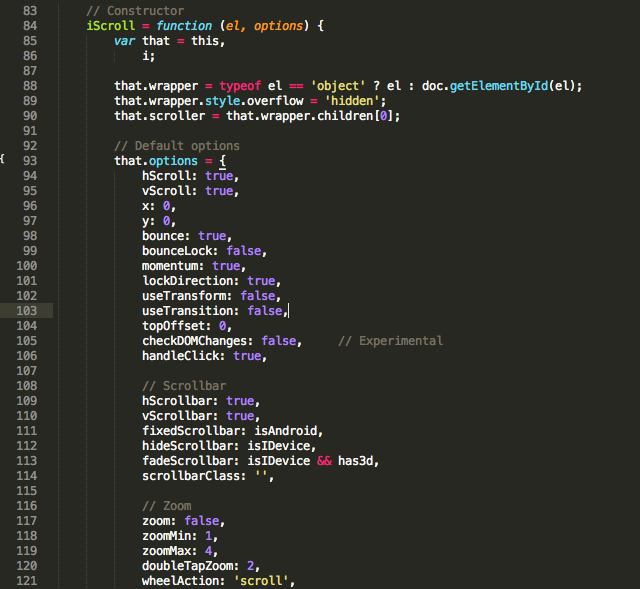 83 // Constructor
84 iScroll = function (el, options) {
85 var that = this,
86 i;
87
88 that.wrapper = typeof el == 'object' ? el : doc.getElementById(el);
89 that.wrapper.style.overflow = 'hidden';
90 that.scroller = that.wrapper.children[0];
91
92 // Default options
{ 93 that.options = {
94 hScroll: true,
95 vScroll: true,
96 x: 0,
97 y: 0,
98 bounce: true,
99 bounceLock: false,
100 momentum: true,
101 lockDirection: true,
102 useTransform: false,
103 useTransition: false,
104 topOffset: 0,
105 checkDOMChanges: false, // Experimental
106 handleClick: true,
107
108 // Scrollbar
109 hScrollbar: true,
110 vScrollbar: true,
111 fixedScrollbar: isAndroid,
112 hideScrollbar: isIDevice,
113 fadeScrollbar: isIDevice && has3d,
114 scrollbarClass: '',
115
116 // Zoom
117 zoom: false,
118 zoomMin: 1,
119 zoomMax: 4,
120 doubleTapZoom: 2,
121 wheelAction: 'scroll',